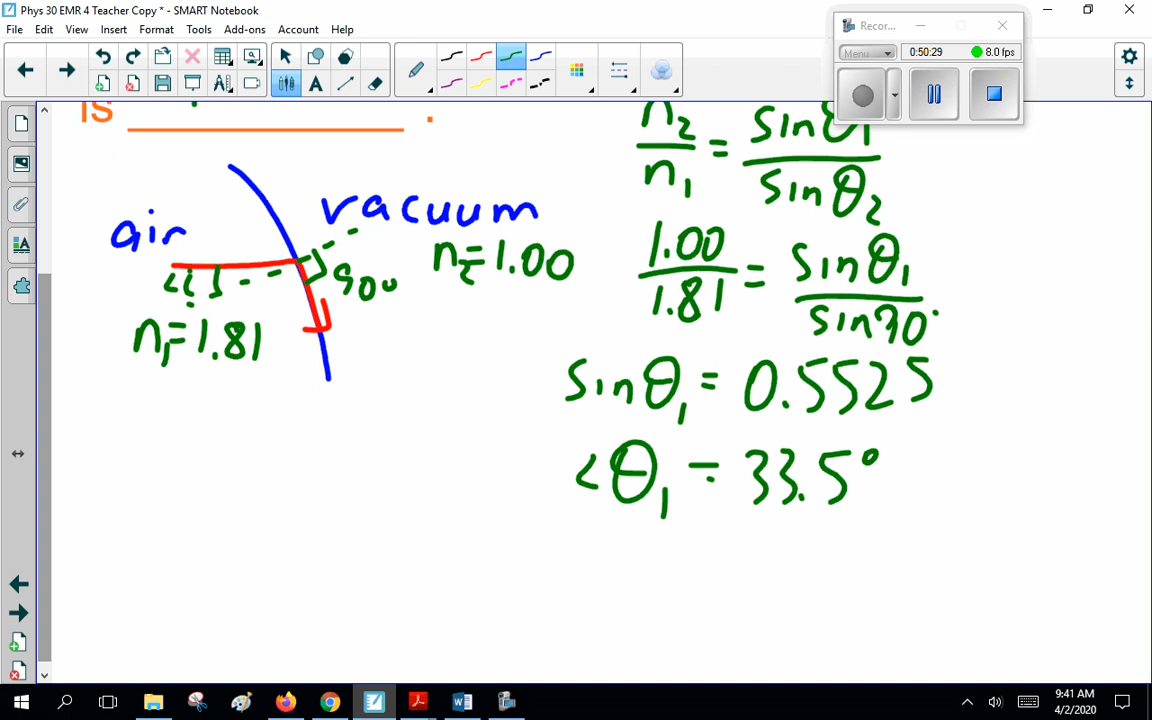 Phys 30 EMR 4 Teacher Copy * - SMART Notebook
File Edit View Insert Format Tools Add-ons Account Help
Recor...
Menu
0:50:29
8.0 fps
is ____________ .
n₂/n₁ = sinθ₁/sinθ₂
air
vacuum
n₂=1.00
90°
n₁=1.81
1.00/1.81 = sinθ₁/sin90°
sinθ₁ = 0.5525
<θ₁ = 33.5°
9:41 AM
4/2/2020